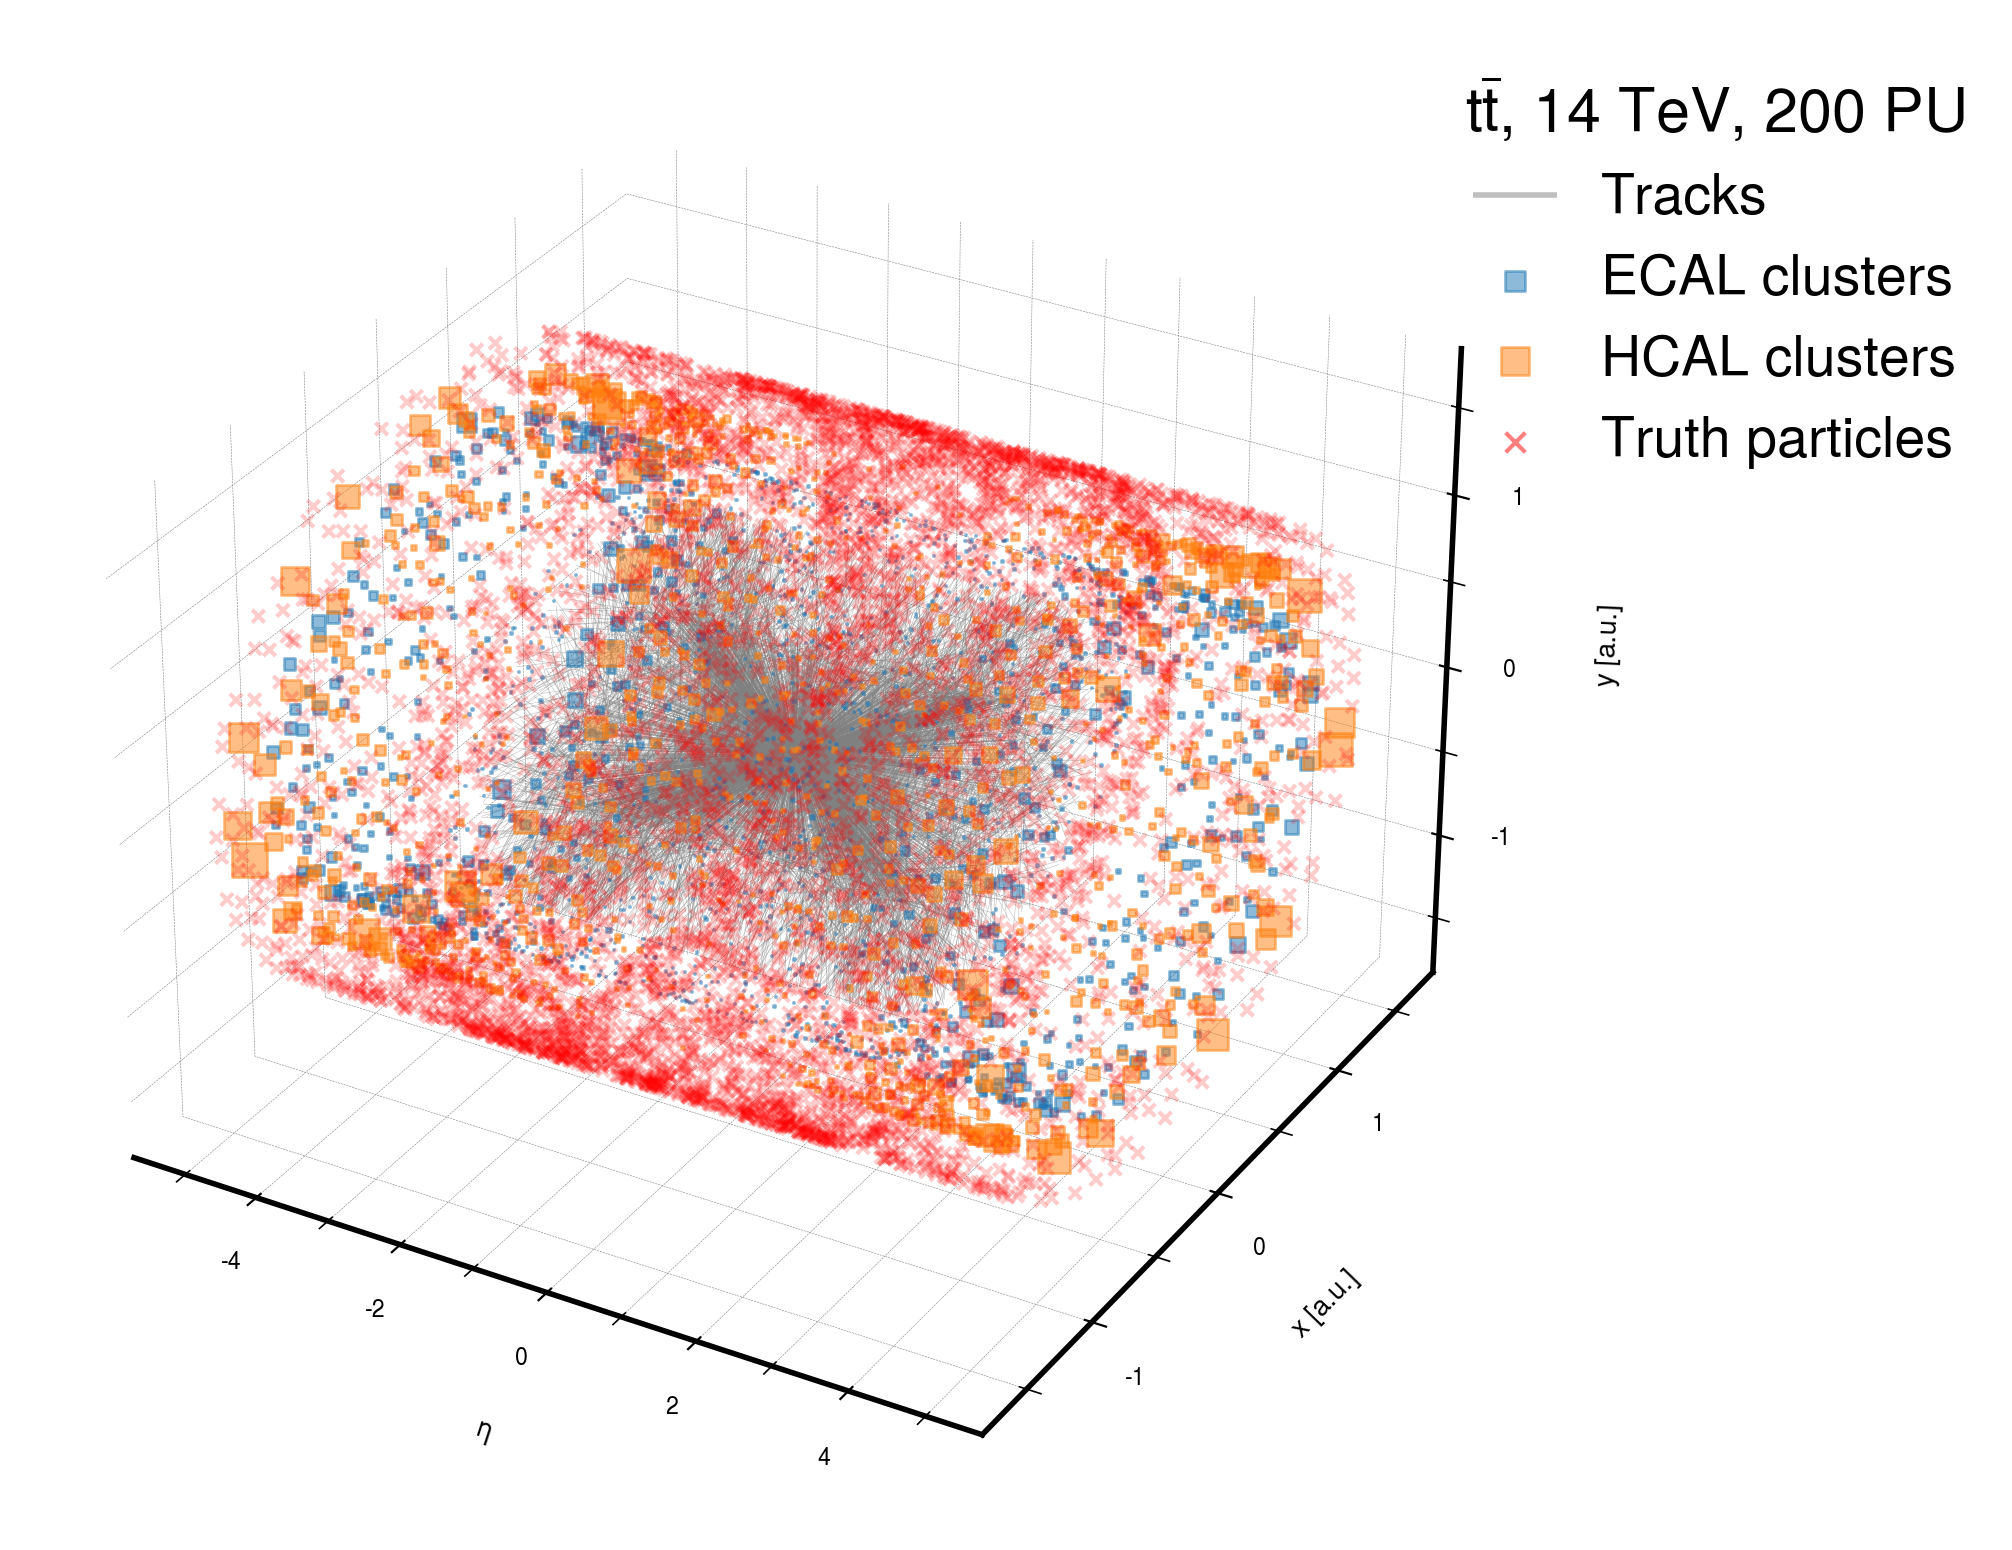 tt̄, 14 TeV, 200 PU
Tracks
ECAL clusters
HCAL clusters
Truth particles
1
0
-1
y [a.u.]
1
0
-1
x [a.u.]
-4
-2
0
2
4
η